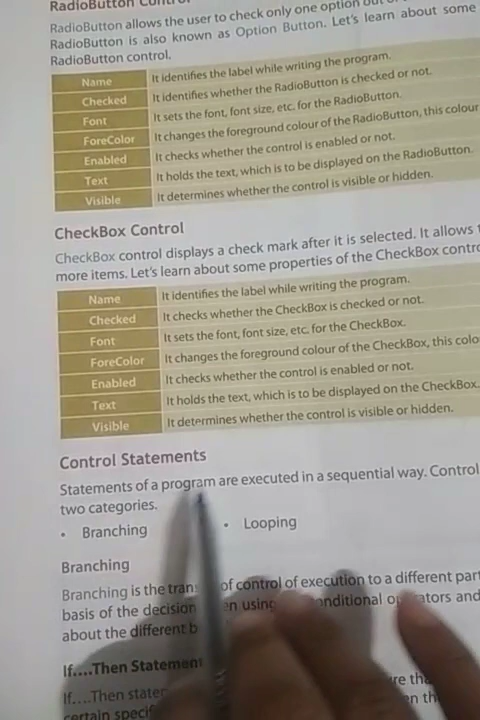 RadioButton Control
RadioButton allows the user to check only one option out of
RadioButton is also known as Option Button. Let's learn about some
RadioButton control.
Name It identifies the label while writing the program.
Checked It identifies whether the RadioButton is checked or not.
Font It sets the font, font size, etc. for the RadioButton.
ForeColor It changes the foreground colour of the RadioButton, this colour
Enabled It checks whether the control is enabled or not.
Text It holds the text, which is to be displayed on the RadioButton.
Visible It determines whether the control is visible or hidden.
CheckBox Control
CheckBox control displays a check mark after it is selected. It allows
more items. Let's learn about some properties of the CheckBox
Name It identifies the label while writing the program.
Checked It checks whether the CheckBox is checked or not.
Font It sets the font, font size, etc. for the CheckBox.
ForeColor It changes the foreground colour of the CheckBox, this
Enabled It checks whether the control is enabled or not.
Text It holds the text, which is to be displayed on the CheckBox.
Visible It determines whether the control is visible or hidden.
Control Statements
Statements of a program are executed in a sequential way. Control
two categories.
• Branching • Looping
Branching
Branching is the of control of execution to a different
basis of the decision using and
about the different
If....Then Statement
If....Then
certain